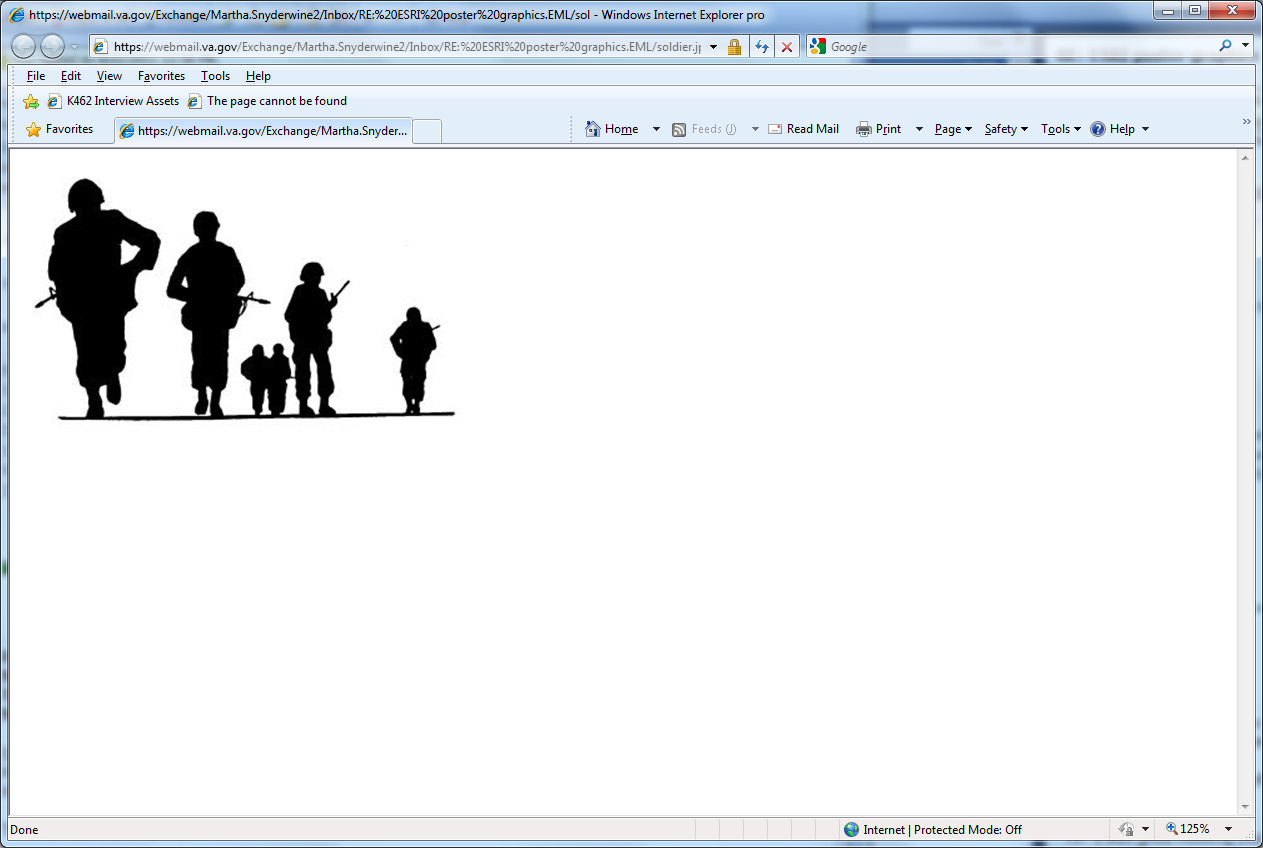 https://webmail.va.gov/Exchange/Martha.Snyderwine2/Inbox/RE:%20ESRI%20poster%20graphics.EML/sol - Windows Internet Explorer pro
https://webmail.va.gov/Exchange/Martha.Snyderwine2/Inbox/RE:%20ESRI%20poster%20graphics.EML/soldier.jp
Google
File Edit View Favorites Tools Help
K462 Interview Assets The page cannot be found
Favorites https://webmail.va.gov/Exchange/Martha.Snyder... Home Feeds (J) Read Mail Print Page Safety Tools Help
Done Internet | Protected Mode: Off 125%